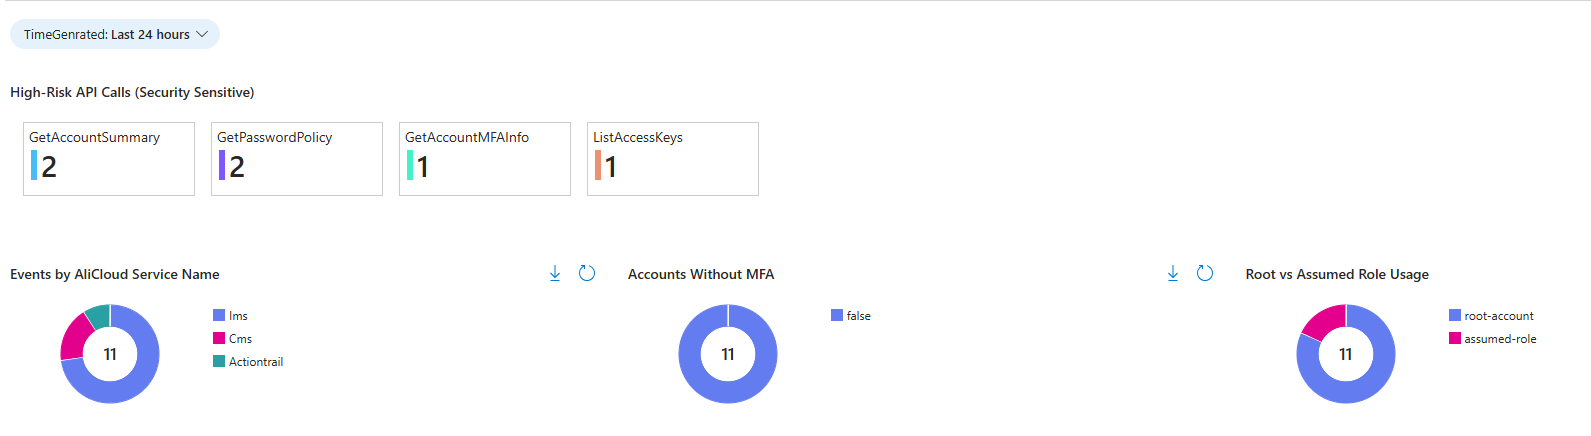 TimeGenrated: Last 24 hours
High-Risk API Calls (Security Sensitive)
GetAccountSummary
2
GetPasswordPolicy
2
GetAccountMFAInfo
1
ListAccessKeys
1
Events by AliCloud Service Name
11
Ims
Cms
Actiontrail
Accounts Without MFA
11
false
Root vs Assumed Role Usage
11
root-account
assumed-role